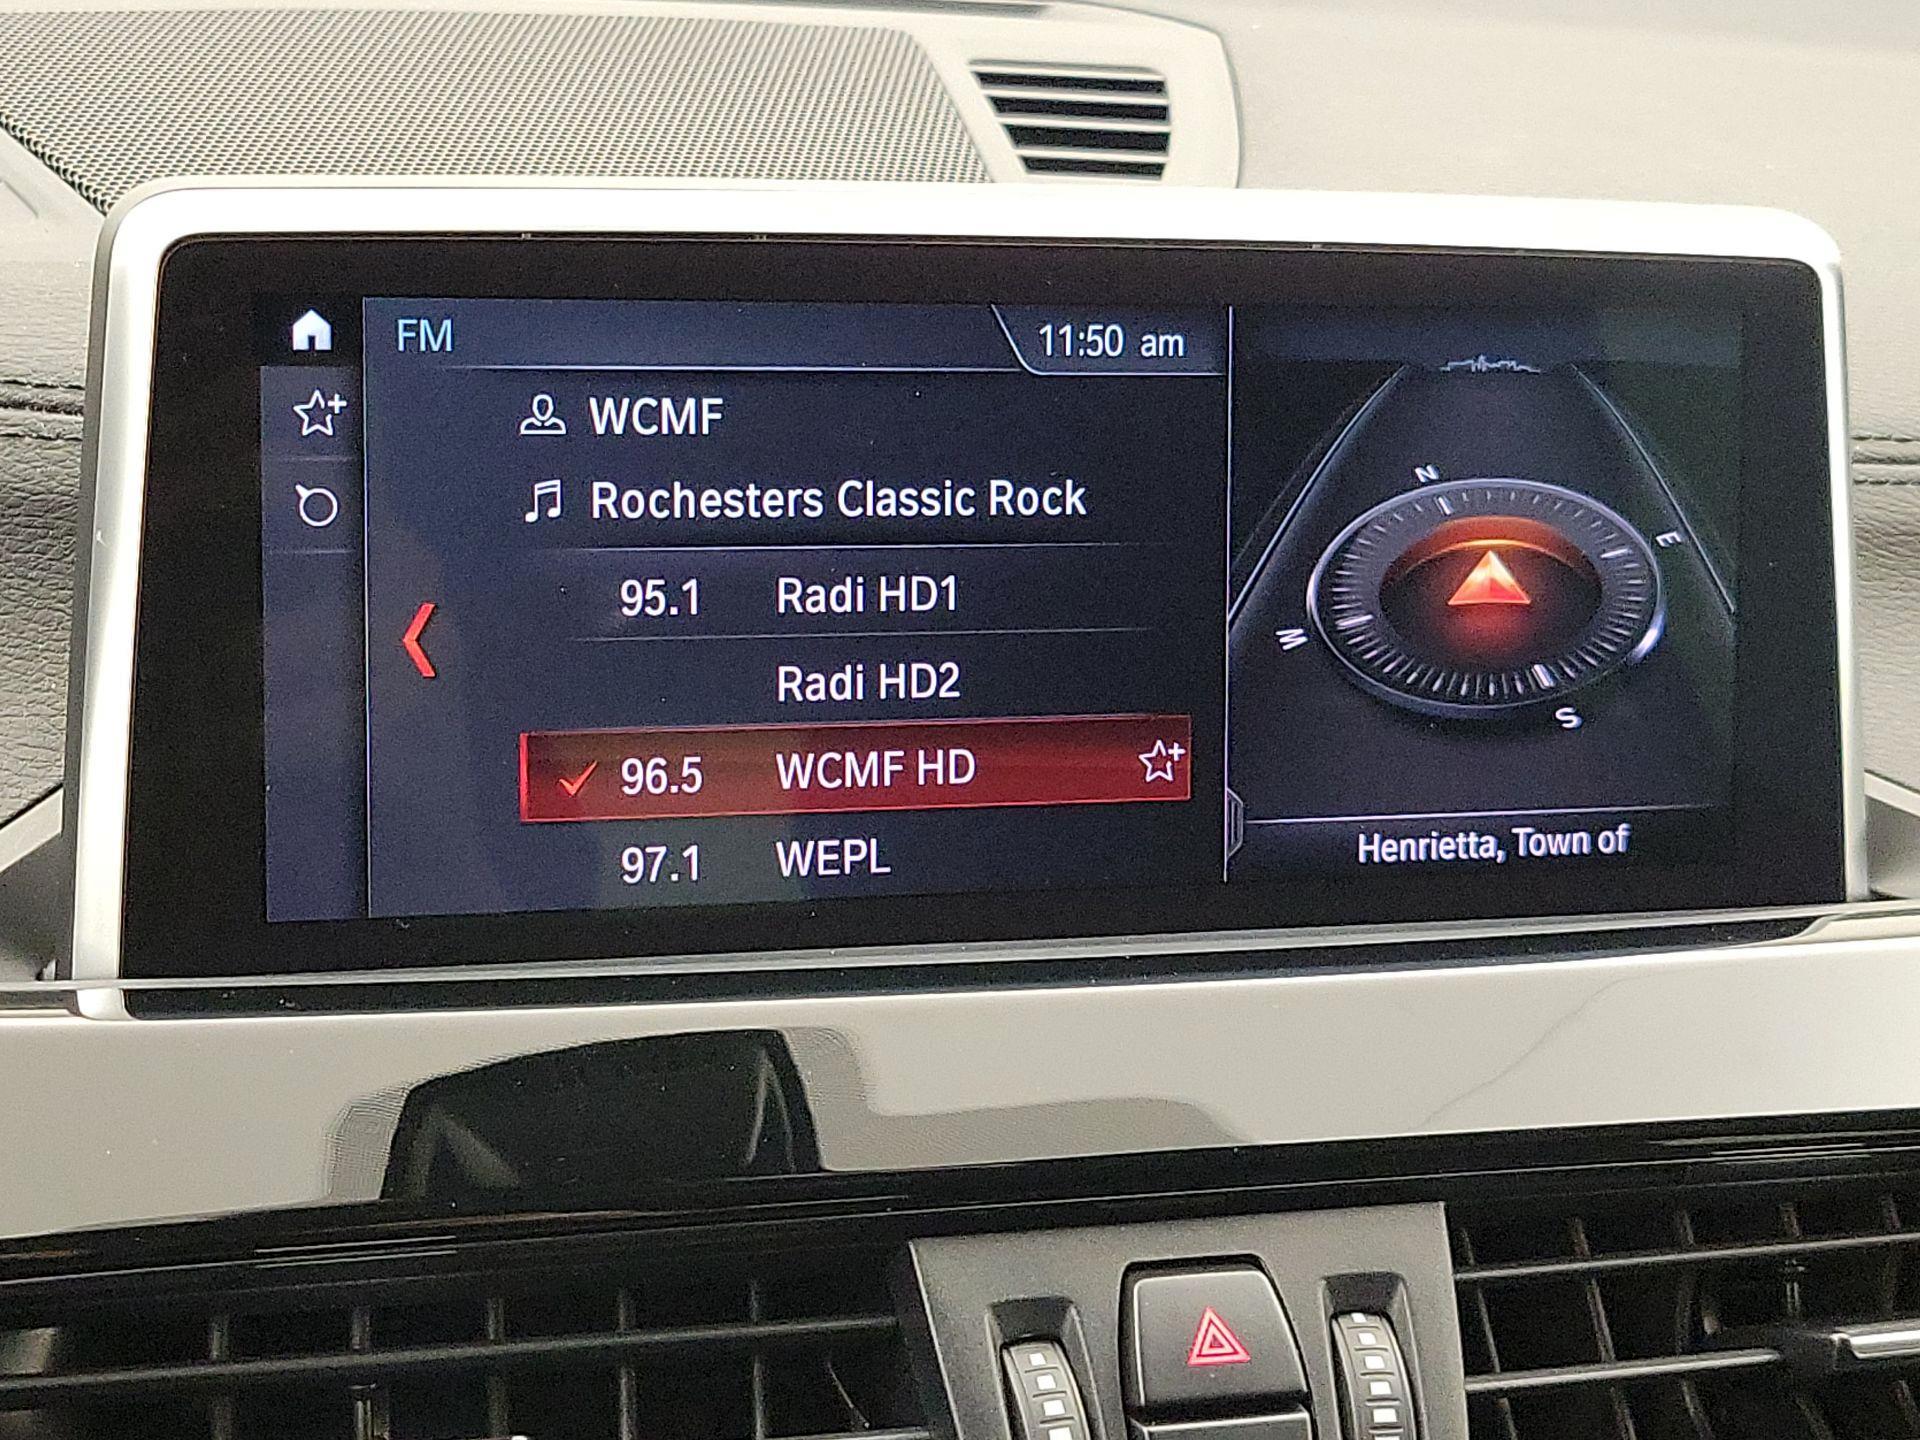 FM
11:50 am
WCMF
Rochesters Classic Rock
95.1 Radi HD1
Radi HD2
96.5 WCMF HD
97.1 WEPL
N
E
W
S
Henrietta, Town of